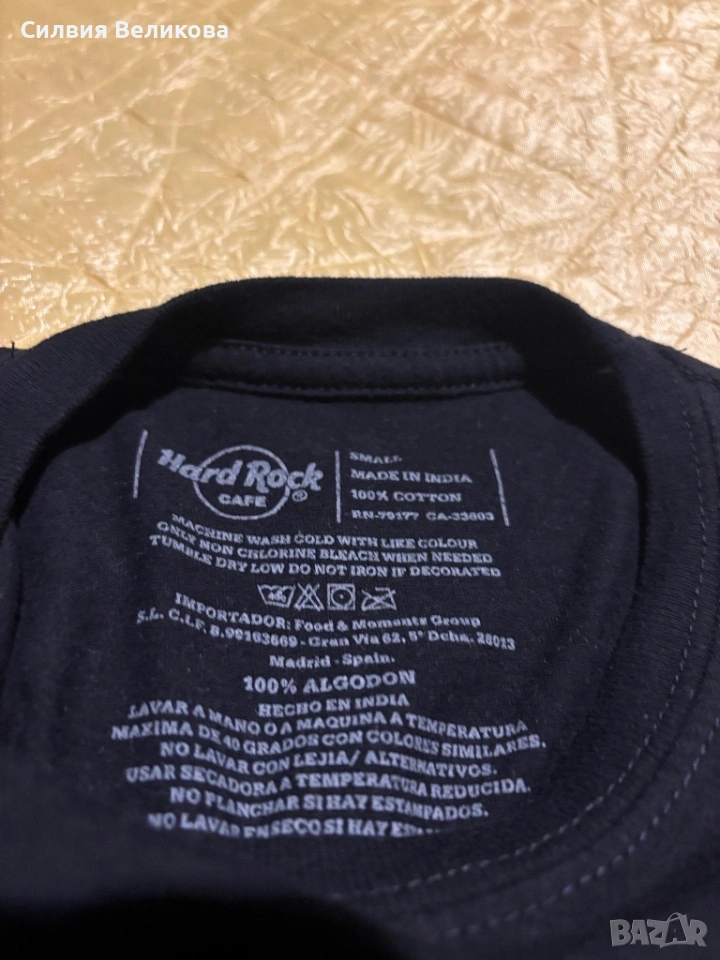 Силвия Великова
Hard Rock
CAFE ®
SMALL
MADE IN INDIA
100% COTTON
RN-79177 CA-33603
MACHINE WASH COLD WITH LIKE COLOUR
ONLY NON CHLORINE BLEACH WHEN NEEDED
TUMBLE DRY LOW DO NOT IRON IF DECORATED
IMPORTADOR: Food & Moments Group
S.L. C.I.F. B.99163669 - Gran Via 62, 5º Dcha. 28013
Madrid - Spain.
100% ALGODON
HECHO EN INDIA
LAVAR A MANO O A MAQUINA A TEMPERATURA
MAXIMA DE 40 GRADOS CON COLORES SIMILARES.
NO LAVAR CON LEJIA/ ALTERNATIVOS.
USAR SECADORA A TEMPERATURA REDUCIDA.
NO PLANCHAR SI HAY ESTAMPADOS.
NO LAVAR EN SECO SI HAY
BAZAR